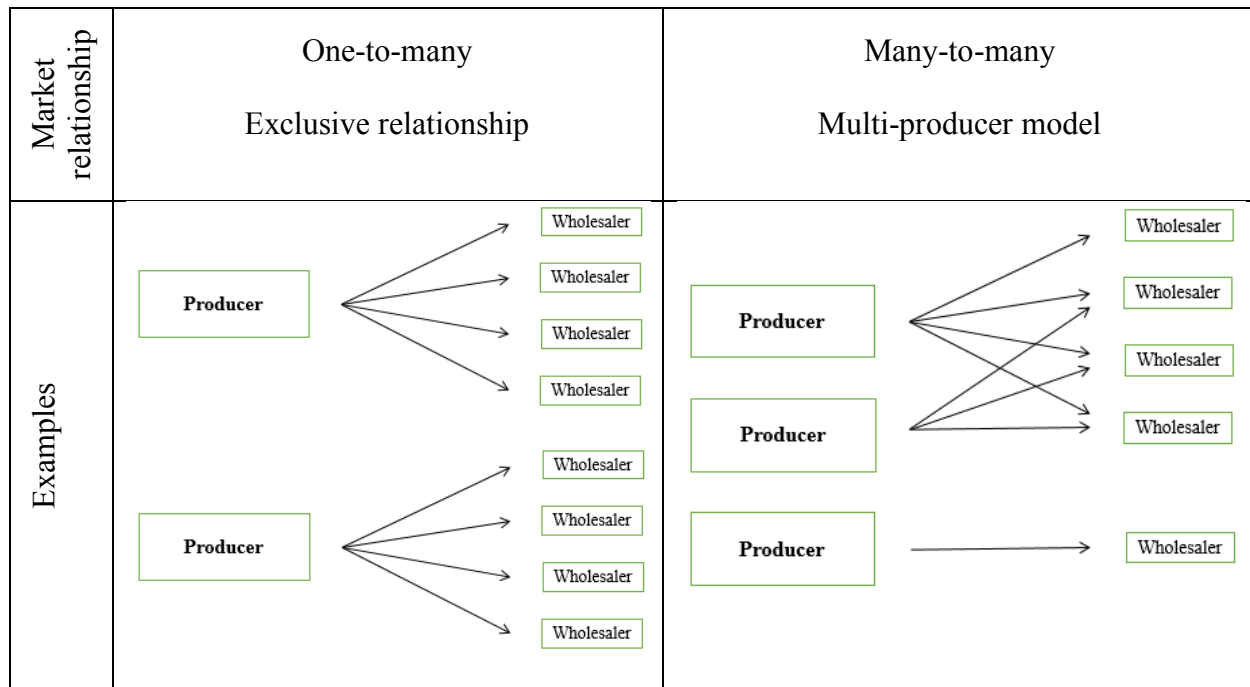 Market
relationship
One-to-many
Exclusive relationship
Many-to-many
Multi-producer model
Examples
Producer
Wholesaler
Wholesaler
Wholesaler
Wholesaler
Producer
Wholesaler
Wholesaler
Wholesaler
Wholesaler
Producer
Producer
Producer
Wholesaler
Wholesaler
Wholesaler
Wholesaler
Wholesaler